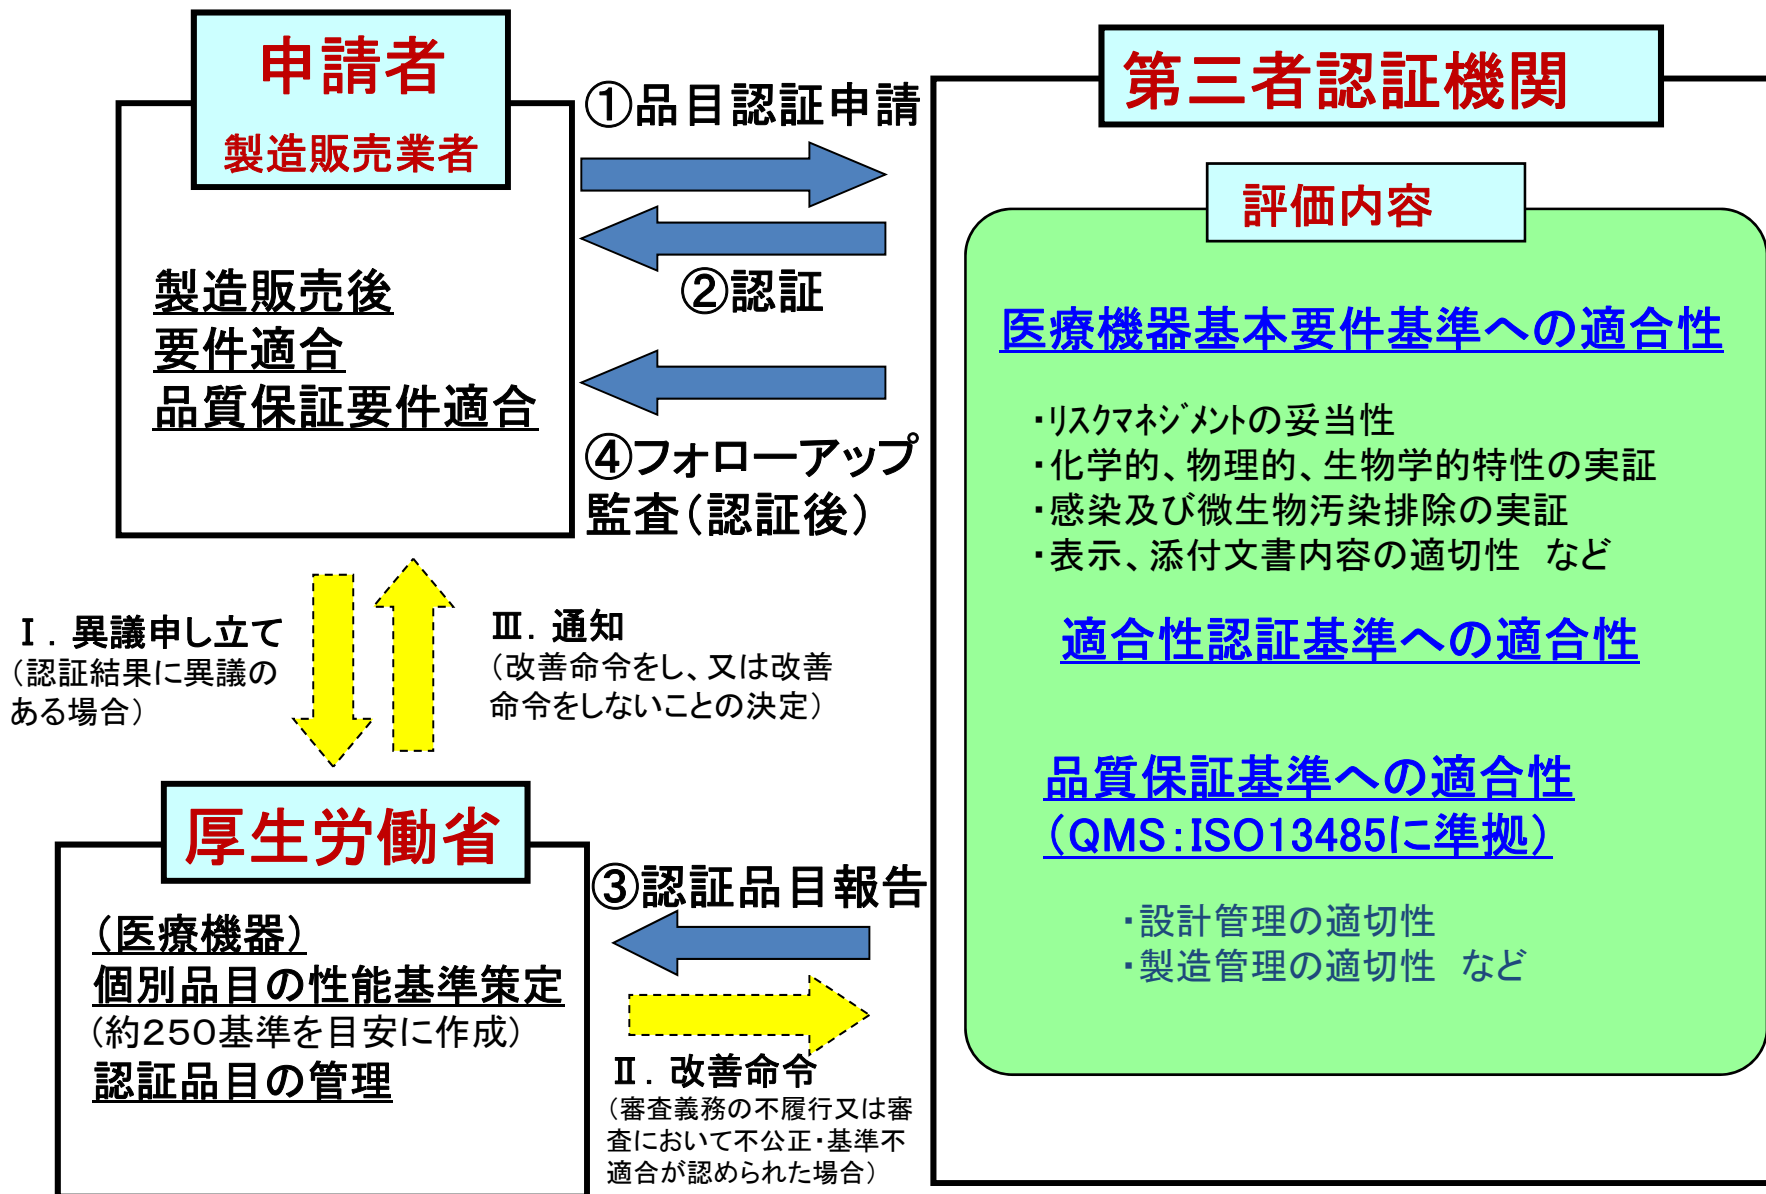 申請者
製造販売業者
製造販売後
要件適合
品質保証要件適合
①品目認証申請
②認証
④フォローアップ
監査（認証後）
第三者認証機関
評価内容
医療機器基本要件基準への適合性
・ﾘｽｸﾏﾈｼﾞﾒﾝﾄの妥当性
・化学的、物理的、生物学的特性の実証
・感染及び微生物汚染排除の実証
・表示、添付文書内容の適切性　など
適合性認証基準への適合性
品質保証基準への適合性
（QMS：ISO13485に準拠）
・設計管理の適切性
・製造管理の適切性　など
Ⅰ．異議申し立て
（認証結果に異議の
ある場合）
Ⅲ．通知
（改善命令をし、又は改善
命令をしないことの決定）
厚生労働省
（医療機器）
個別品目の性能基準策定
（約２５０基準を目安に作成）
認証品目の管理
③認証品目報告
Ⅱ．改善命令
（審査義務の不履行又は審
査において不公正・基準不
適合が認められた場合）